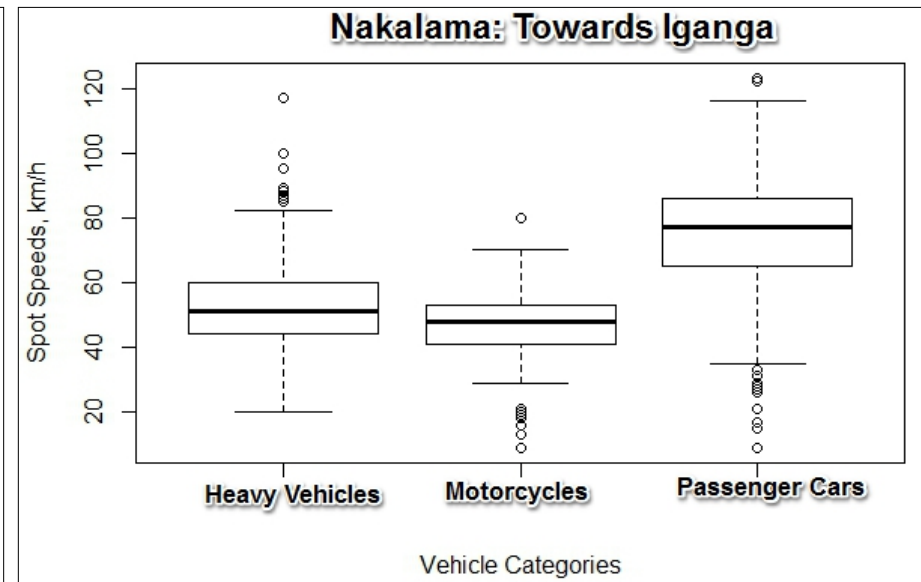 Nakalama: Towards Iganga
Spot Speeds, km/h
120
100
80
60
40
20
Heavy Vehicles
Motorcycles
Passenger Cars
Vehicle Categories